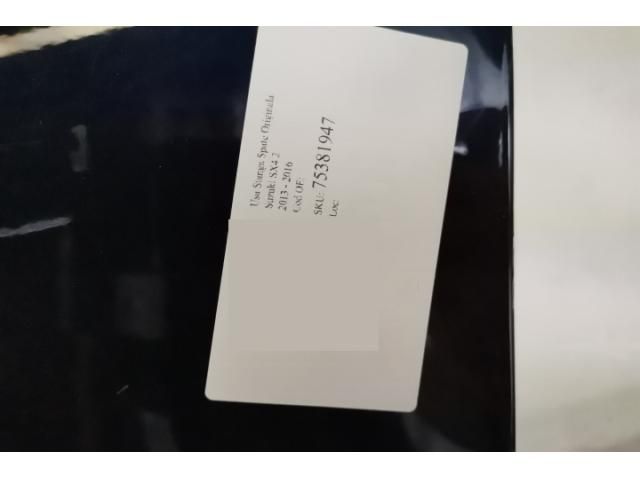 Usa Stanga Spate Originala
Suzuki SX4 2
2013 - 2016
Cod OE:
SKU: 75381947
Loc: